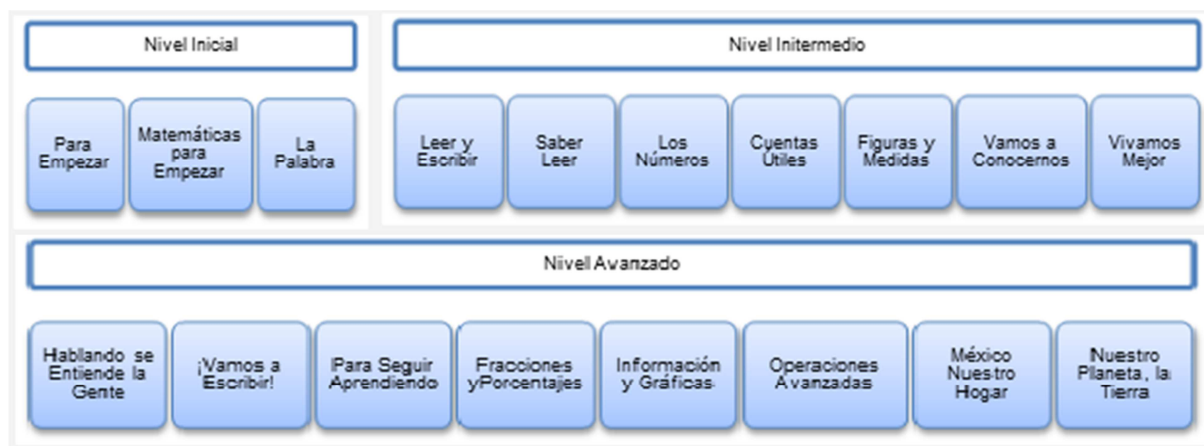 Nivel Inicial
Para
Empezar
Matemáticas
para
Empezar
La
Palabra
Nivel Initermedio
Leer y
Escribir
Saber
Leer
Los
Números
Cuentas
Útiles
Figuras y
Medidas
Vamos a
Conocernos
Vivamos
Mejor
Nivel Avanzado
Hablando se
Entiende la
Gente
¡Vamos a
Escribir!
Para Seguir
Aprendiendo
Fracciones
yPorcentajes
Información
y Gráficas
Operaciones
Avanzadas
México
Nuestro
Hogar
Nuestro
Planeta, la
Tierra